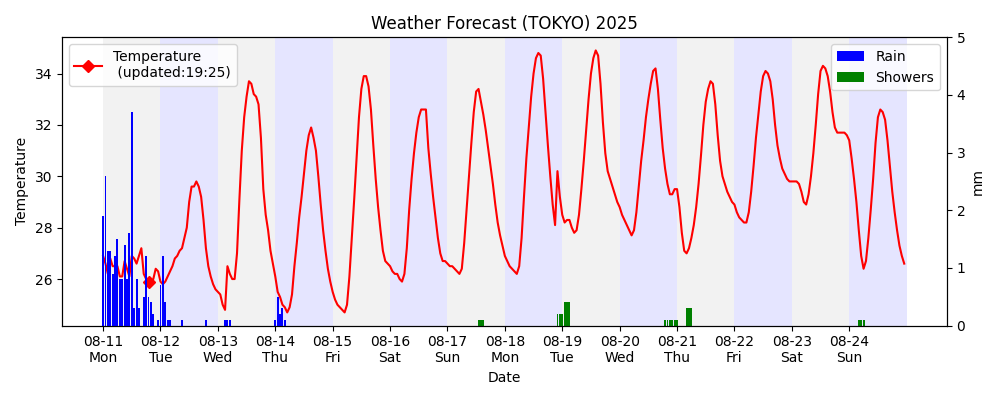 Weather Forecast (TOKYO) 2025
Temperature
(updated:19:25)
Rain
Showers
Temperature
34
32
30
28
26
5
4
3
2
1
0
mm
08-11 08-12 08-13 08-14 08-15 08-16 08-17 08-18 08-19 08-20 08-21 08-22 08-23 08-24
Mon Tue Wed Thu Fri Sat Sun Mon Tue Wed Thu Fri Sat Sun
Date